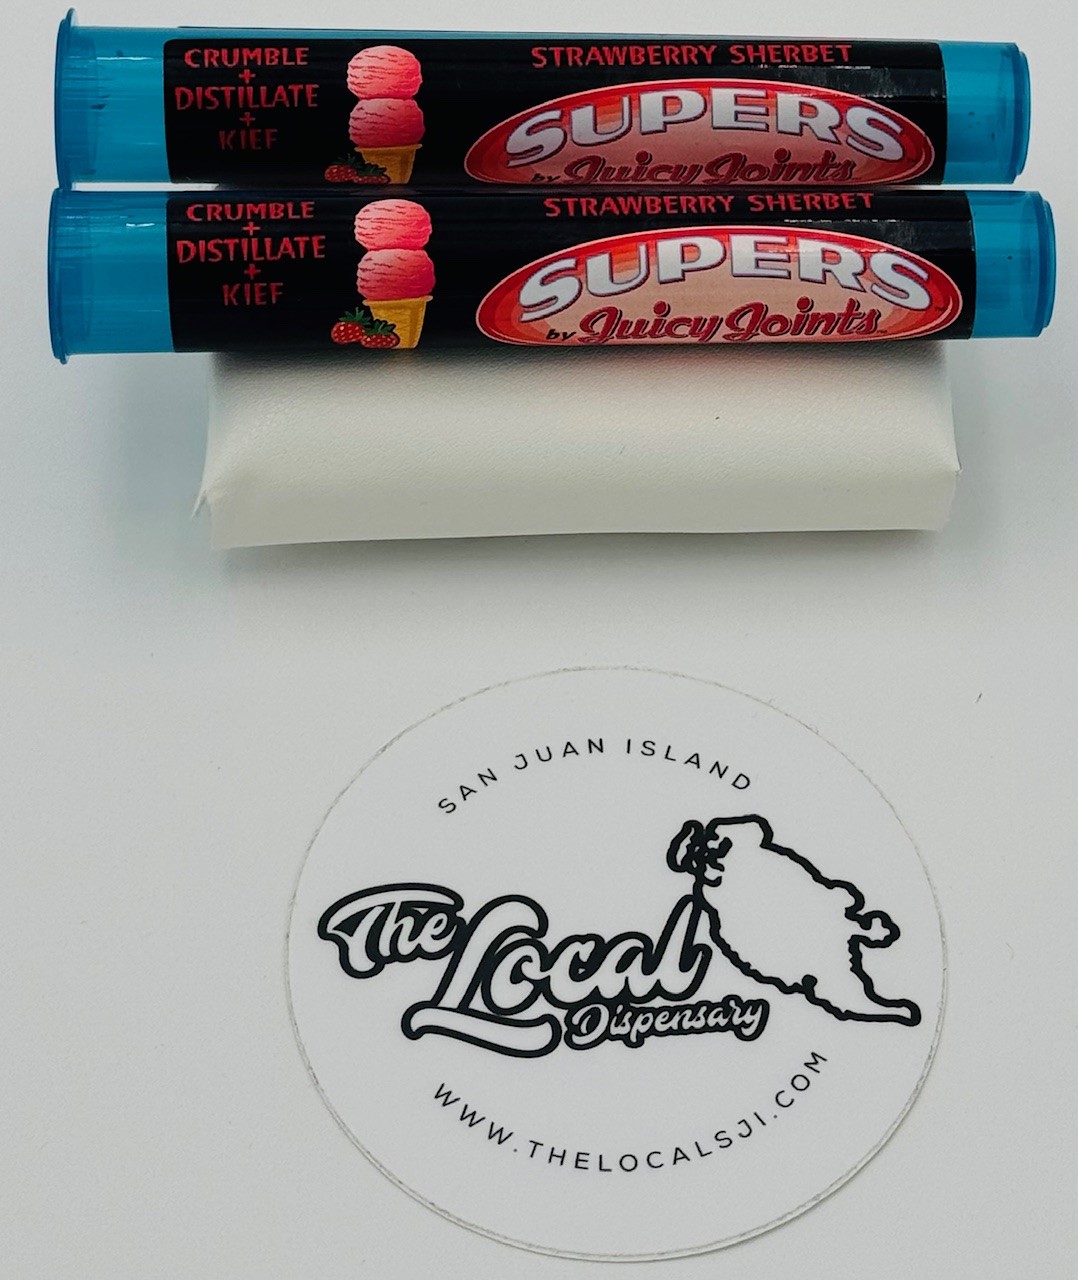 CRUMBLE
+
DISTILLATE
+
KIEF
STRAWBERRY SHERBET
SUPERS
by Juicy Joints
CRUMBLE
+
DISTILLATE
+
KIEF
STRAWBERRY SHERBET
SUPERS
by Juicy Joints
SAN JUAN ISLAND
The Local
Dispensary
WWW.THELOCALSJI.COM